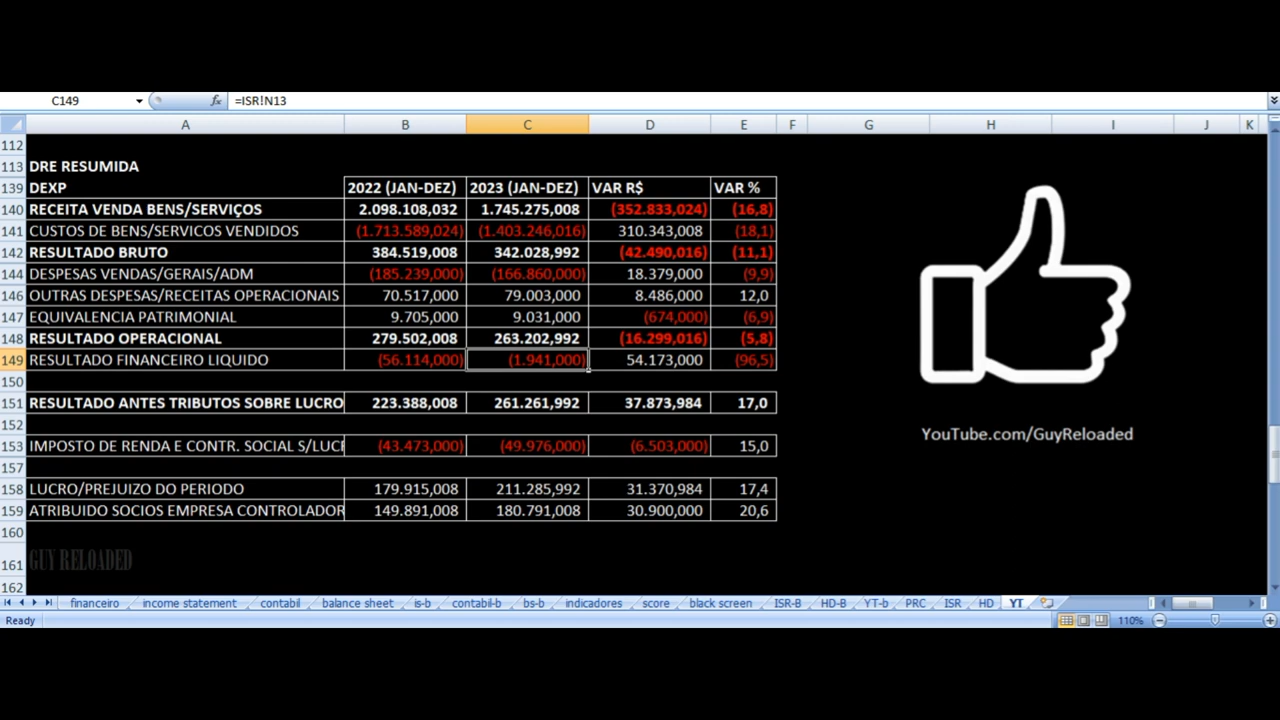 C149 fx =ISR!N13
A B C D E F G H I J K
112
113 DRE RESUMIDA
139 DEXP 2022 (JAN-DEZ) 2023 (JAN-DEZ) VAR R$ VAR %
140 RECEITA VENDA BENS/SERVIÇOS 2.098.108,032 1.745.275,008 (352.833,024) (16,8)
141 CUSTOS DE BENS/SERVICOS VENDIDOS (1.713.589,024) (1.403.246,016) 310.343,008 (18,1)
142 RESULTADO BRUTO 384.519,008 342.028,992 (42.490,016) (11,1)
144 DESPESAS VENDAS/GERAIS/ADM (185.239,000) (166.860,000) 18.379,000 (9,9)
146 OUTRAS DESPESAS/RECEITAS OPERACIONAIS 70.517,000 79.003,000 8.486,000 12,0
147 EQUIVALENCIA PATRIMONIAL 9.705,000 9.031,000 (674,000) (6,9)
148 RESULTADO OPERACIONAL 279.502,008 263.202,992 (16.299,016) (5,8)
149 RESULTADO FINANCEIRO LIQUIDO (56.114,000) (1.941,000) 54.173,000 (96,5)
150
151 RESULTADO ANTES TRIBUTOS SOBRE LUCRO 223.388,008 261.261,992 37.873,984 17,0
152
153 IMPOSTO DE RENDA E CONTR. SOCIAL S/LUCR (43.473,000) (49.976,000) (6.503,000) 15,0
157
158 LUCRO/PREJUIZO DO PERIODO 179.915,008 211.285,992 31.370,984 17,4
159 ATRIBUIDO SOCIOS EMPRESA CONTROLADOR 149.891,008 180.791,008 30.900,000 20,6
160
161 GUY RELOADED
162
YouTube.com/GuyReloaded
financeiro income statement contabil balance sheet is-b contabil-b bs-b indicadores score black screen ISR-B HD-B YT-b PRC ISR HD YT
Ready 110%